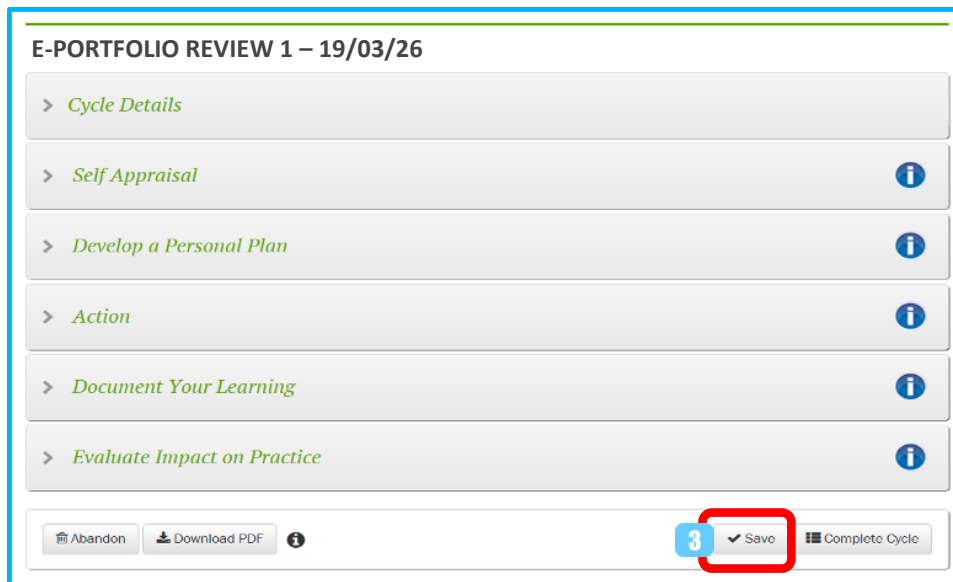 E-PORTFOLIO REVIEW 1 – 19/03/26
Cycle Details
Self Appraisal
Develop a Personal Plan
Action
Document Your Learning
Evaluate Impact on Practice
Abandon Download PDF 3 Save Complete Cycle